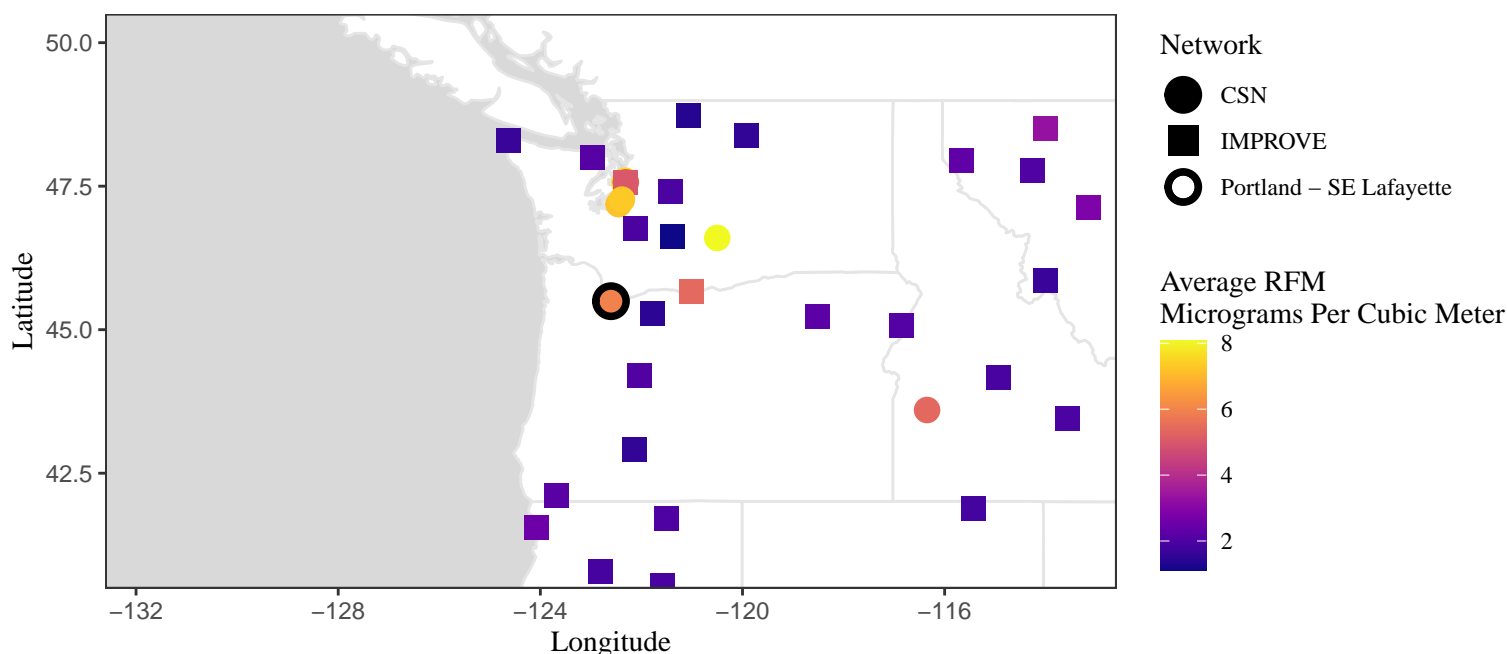 50.0
47.5
45.0
42.5
Latitude
−132
−128
−124
−120
−116
Longitude
Network
CSN
IMPROVE
Portland − SE Lafayette
Average RFM
Micrograms Per Cubic Meter
8
6
4
2